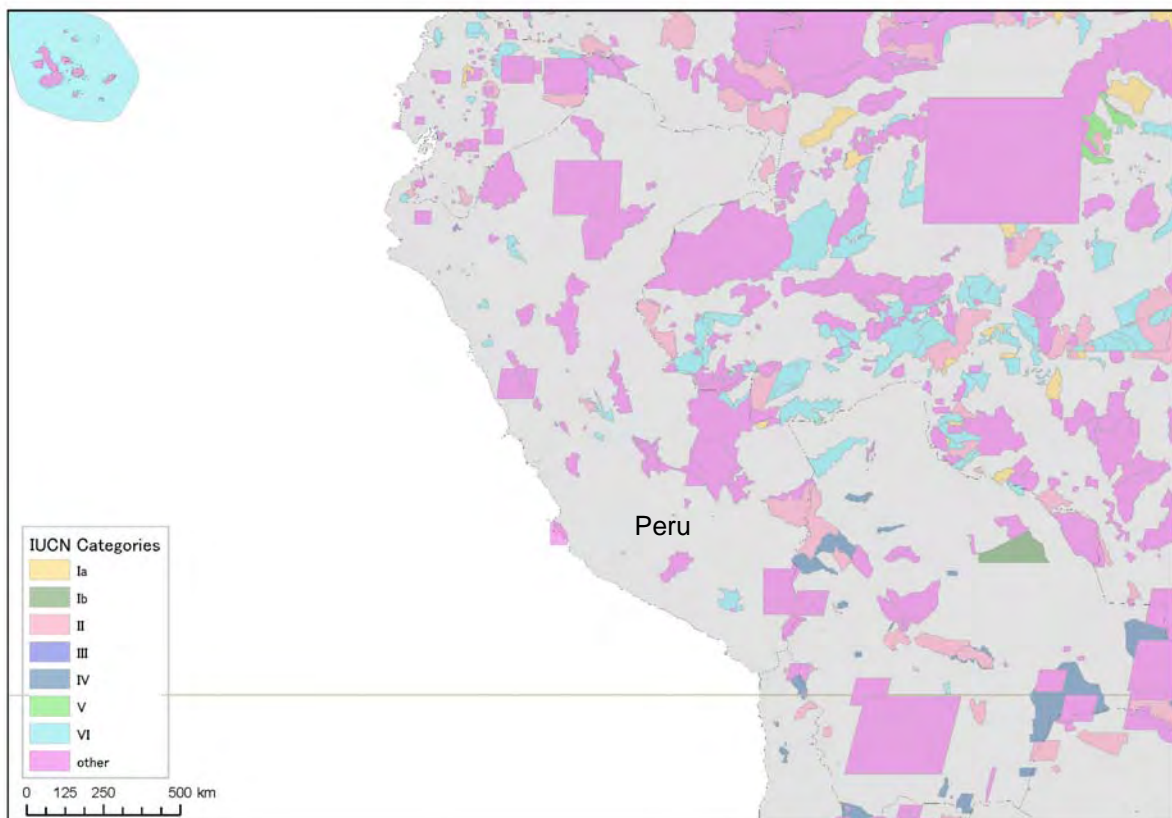 Peru
IUCN Categories
Ia
Ib
II
III
IV
V
VI
other
0 125 250 500 km